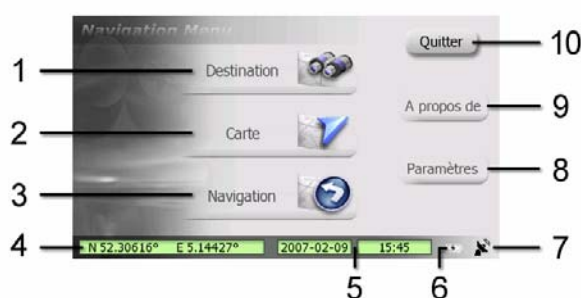 Navigation Menu
Quitter
10
1
Destination
A propos de
9
2
Carte
Paramètres
8
3
Navigation
4
N 52.30616° E 5.14427°
2007-02-09
15:45
7
5
6